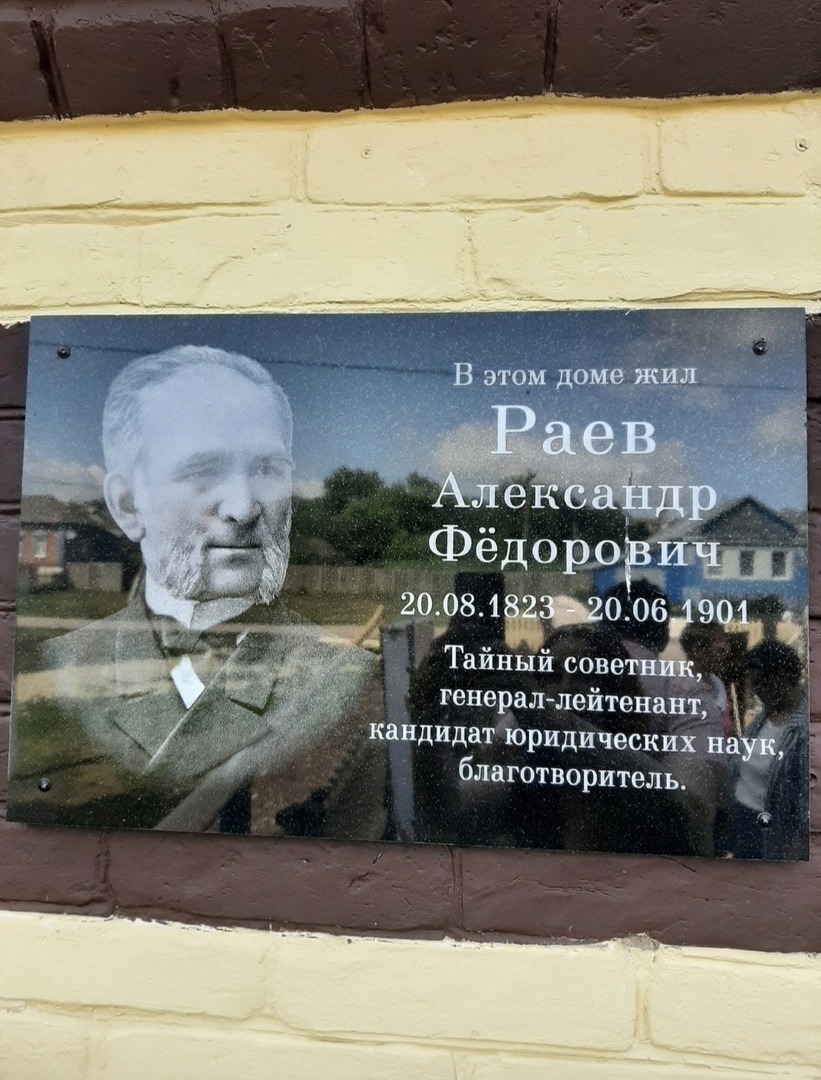 В этом доме жил
Раев
Александр
Фёдорович
20.08.1823 - 20.06.1901
Тайный советник,
генерал-лейтенант,
кандидат юридических наук,
благотворитель.